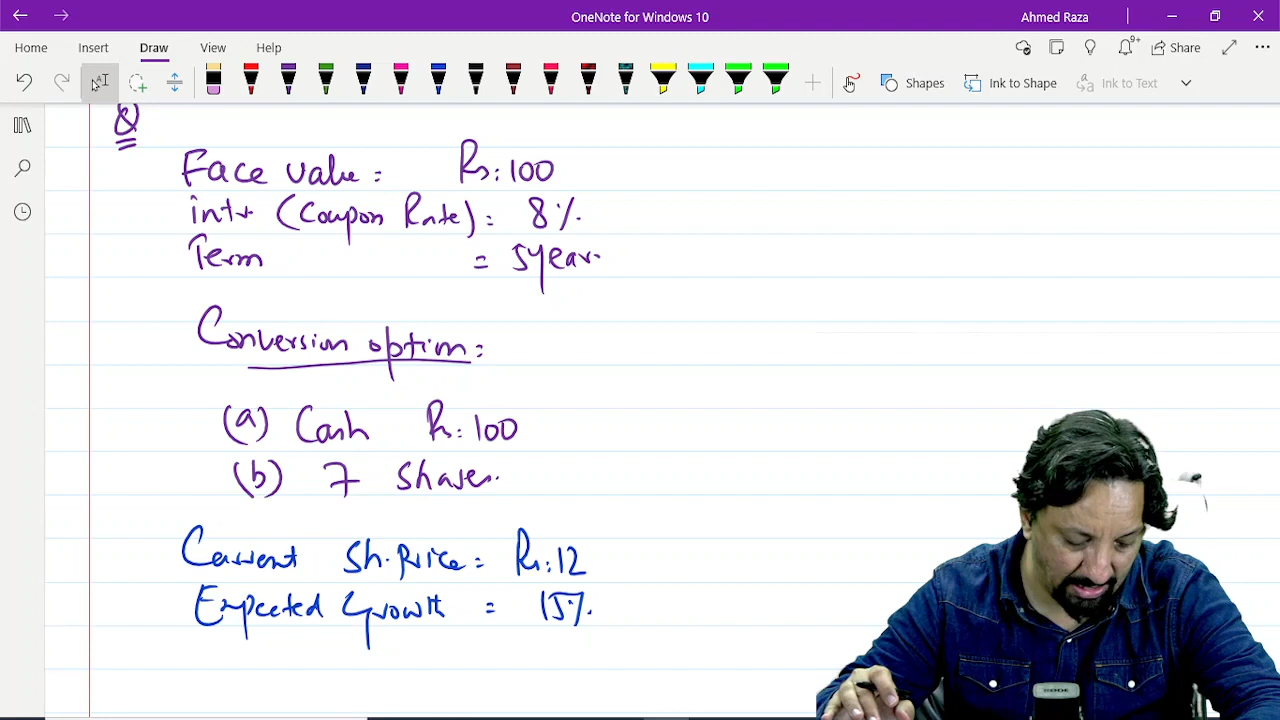 OneNote for Windows 10
Ahmed Raza
Home Insert Draw View Help
9+ Share
Shapes Ink to Shape Ink to Text
Q
Face value = Rs. 100
intr (Coupon Rate) = 8%
Term = 5 year
Conversion option:
(a) Cash Rs. 100
(b) 7 Shares.
Current Sh. Price = Rs. 12
Expected Growth = 15%